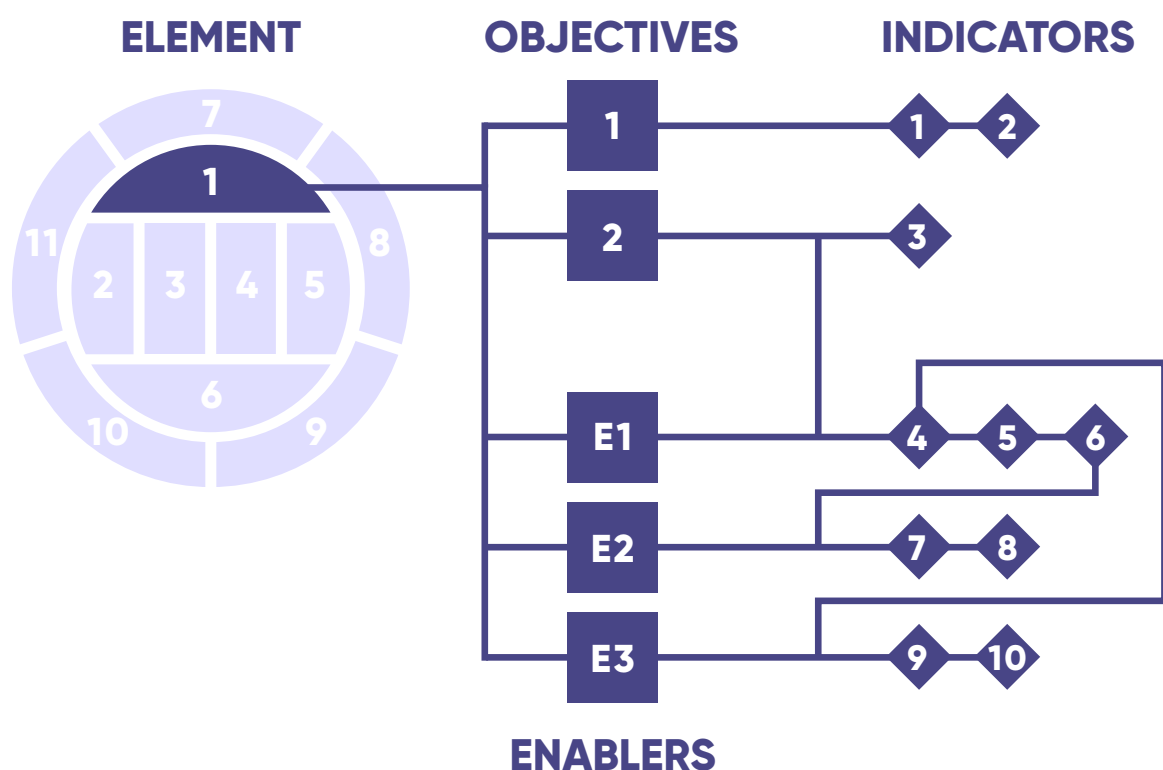 ELEMENT OBJECTIVES INDICATORS
7
1
11 8
2 3 4 5
6
10 9
1 1 2
2 3
E1 4 5 6
E2 7 8
E3 9 10
ENABLERS